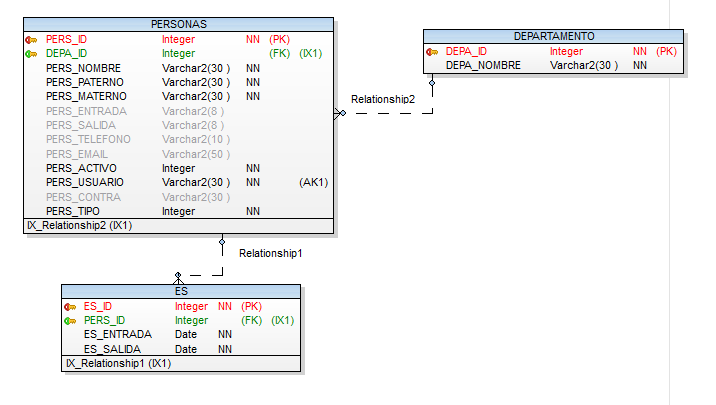 PERSONAS
PERS_ID Integer NN (PK)
DEPA_ID Integer (FK) (IX1)
PERS_NOMBRE Varchar2(30 ) NN
PERS_PATERNO Varchar2(30 ) NN
PERS_MATERNO Varchar2(30 ) NN
PERS_ENTRADA Varchar2(8 )
PERS_SALIDA Varchar2(8 )
PERS_TELEFONO Varchar2(10 )
PERS_EMAIL Varchar2(50 )
PERS_ACTIVO Integer NN
PERS_USUARIO Varchar2(30 ) NN (AK1)
PERS_CONTRA Varchar2(30 )
PERS_TIPO Integer NN
IX_Relationship2 (IX1)
DEPARTAMENTO
DEPA_ID Integer NN (PK)
DEPA_NOMBRE Varchar2(30 ) NN
Relationship2
Relationship1
ES
ES_ID Integer NN (PK)
PERS_ID Integer (FK) (IX1)
ES_ENTRADA Date NN
ES_SALIDA Date NN
IX_Relationship1 (IX1)